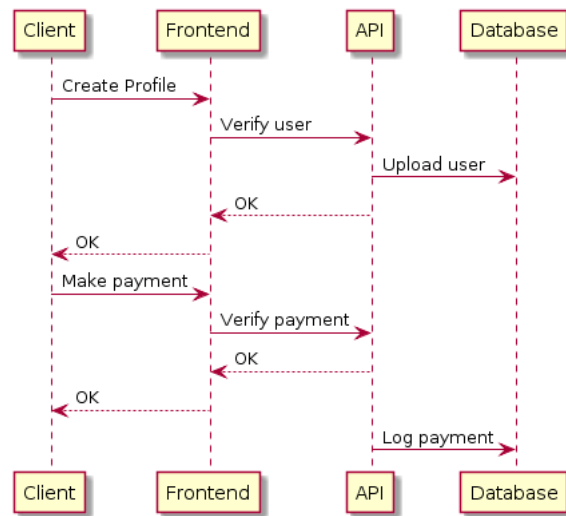 Client Frontend API Database
Create Profile
Verify user
Upload user
OK
OK
Make payment
Verify payment
OK
OK
Log payment
Client Frontend API Database